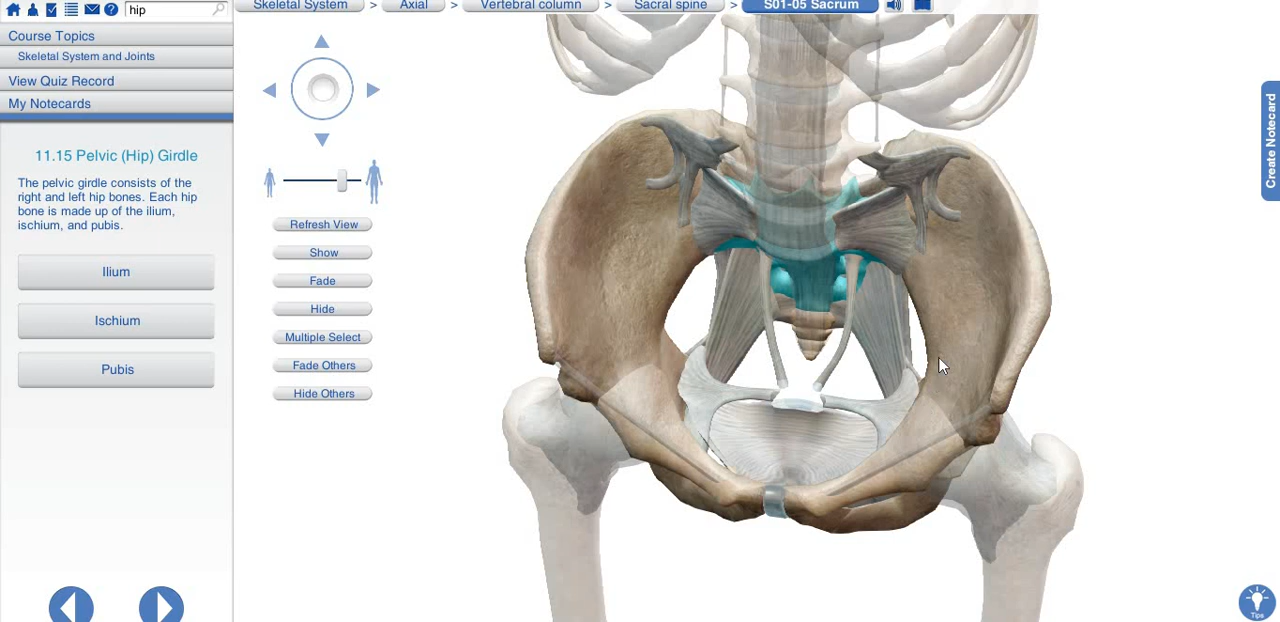 hip
Skeletal System > Axial > Vertebral column > Sacral spine > S01-05 Sacrum
Course Topics
Skeletal System and Joints
View Quiz Record
My Notecards
11.15 Pelvic (Hip) Girdle
The pelvic girdle consists of the
right and left hip bones. Each hip
bone is made up of the ilium,
ischium, and pubis.
Ilium
Ischium
Pubis
Refresh View
Show
Fade
Hide
Multiple Select
Fade Others
Hide Others
Create Notecard
Tips